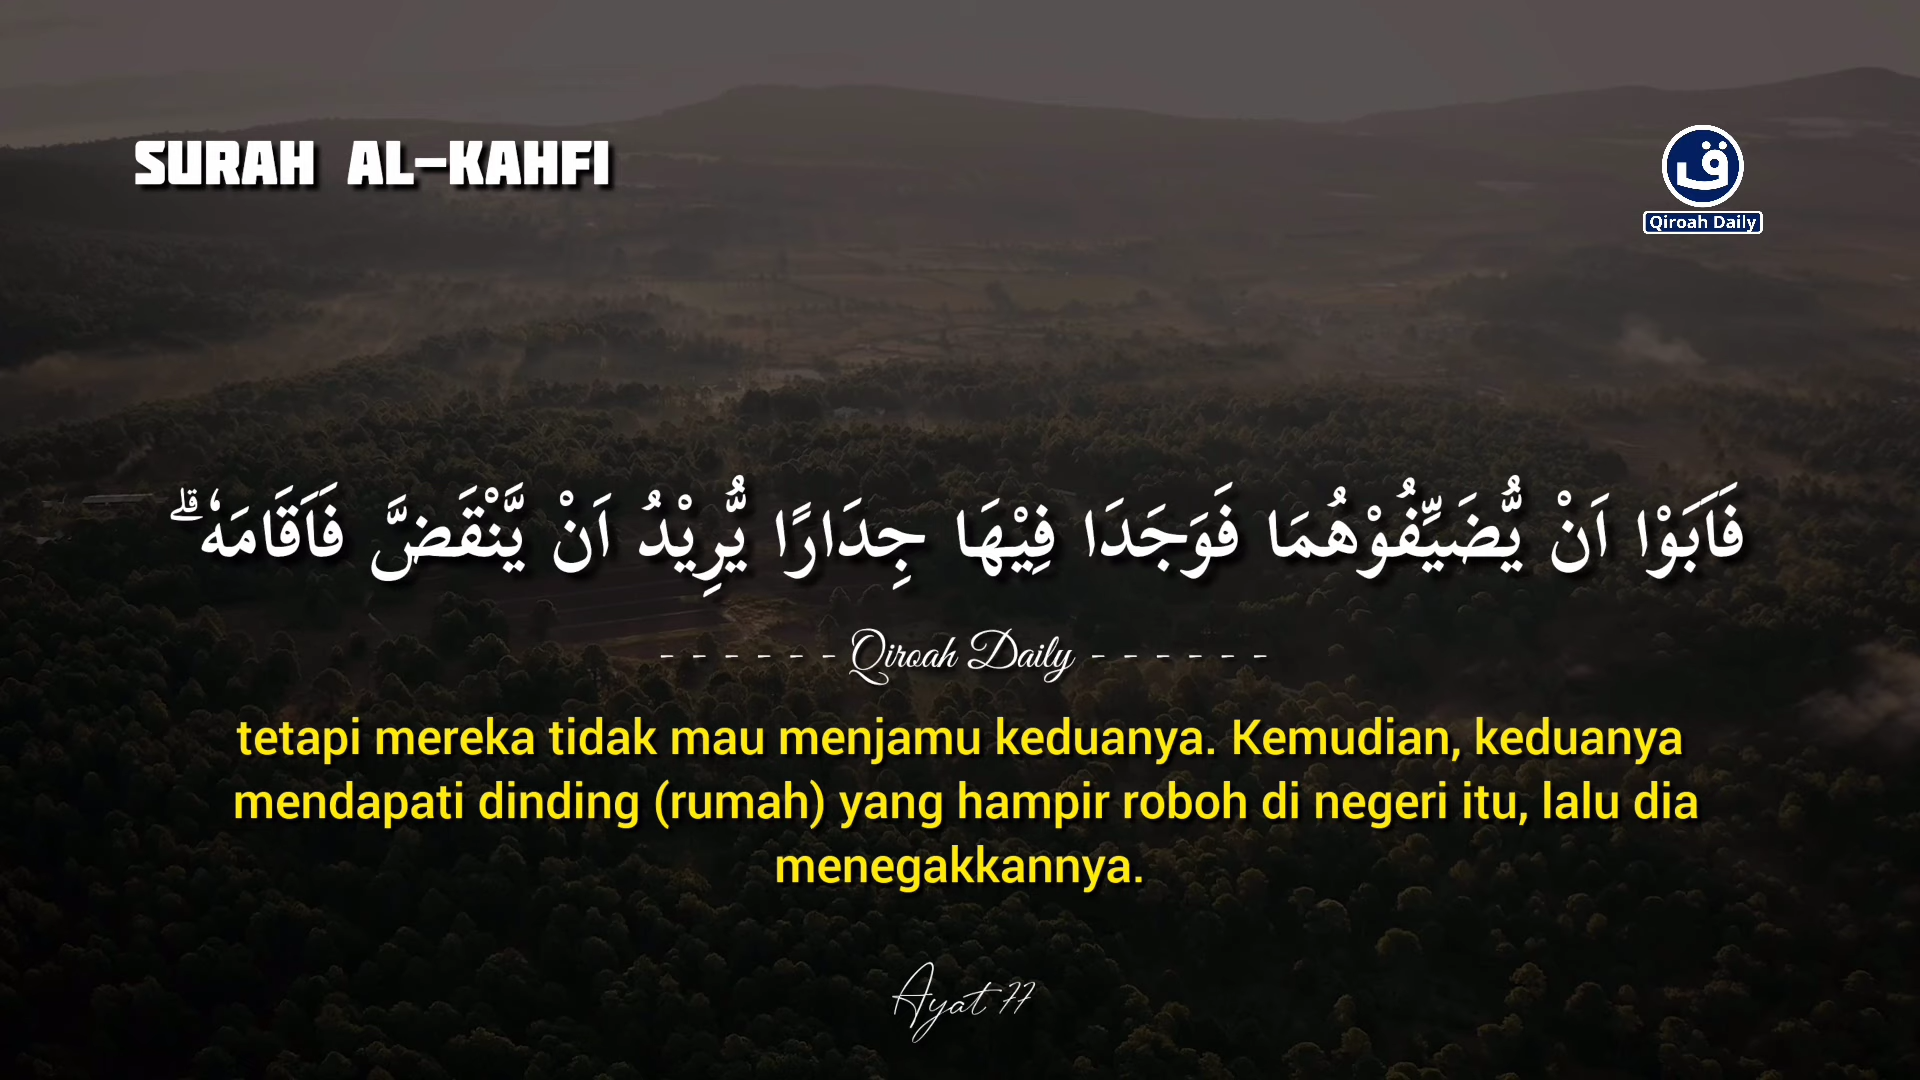 SURAH AL-KAHFI
ق
Qiroah Daily
فَاَبَوْا اَنْ يُّضَيِّفُوْهُمَا فَوَجَدَا فِيْهَا جِدَارًا يُّرِيْدُ اَنْ يَّنْقَضَّ فَاَقَامَهٗ ۗ
- - - - - - Qiroah Daily - - - - - -
tetapi mereka tidak mau menjamu keduanya. Kemudian, keduanya
mendapati dinding (rumah) yang hampir roboh di negeri itu, lalu dia
menegakkannya.
Ayat 77